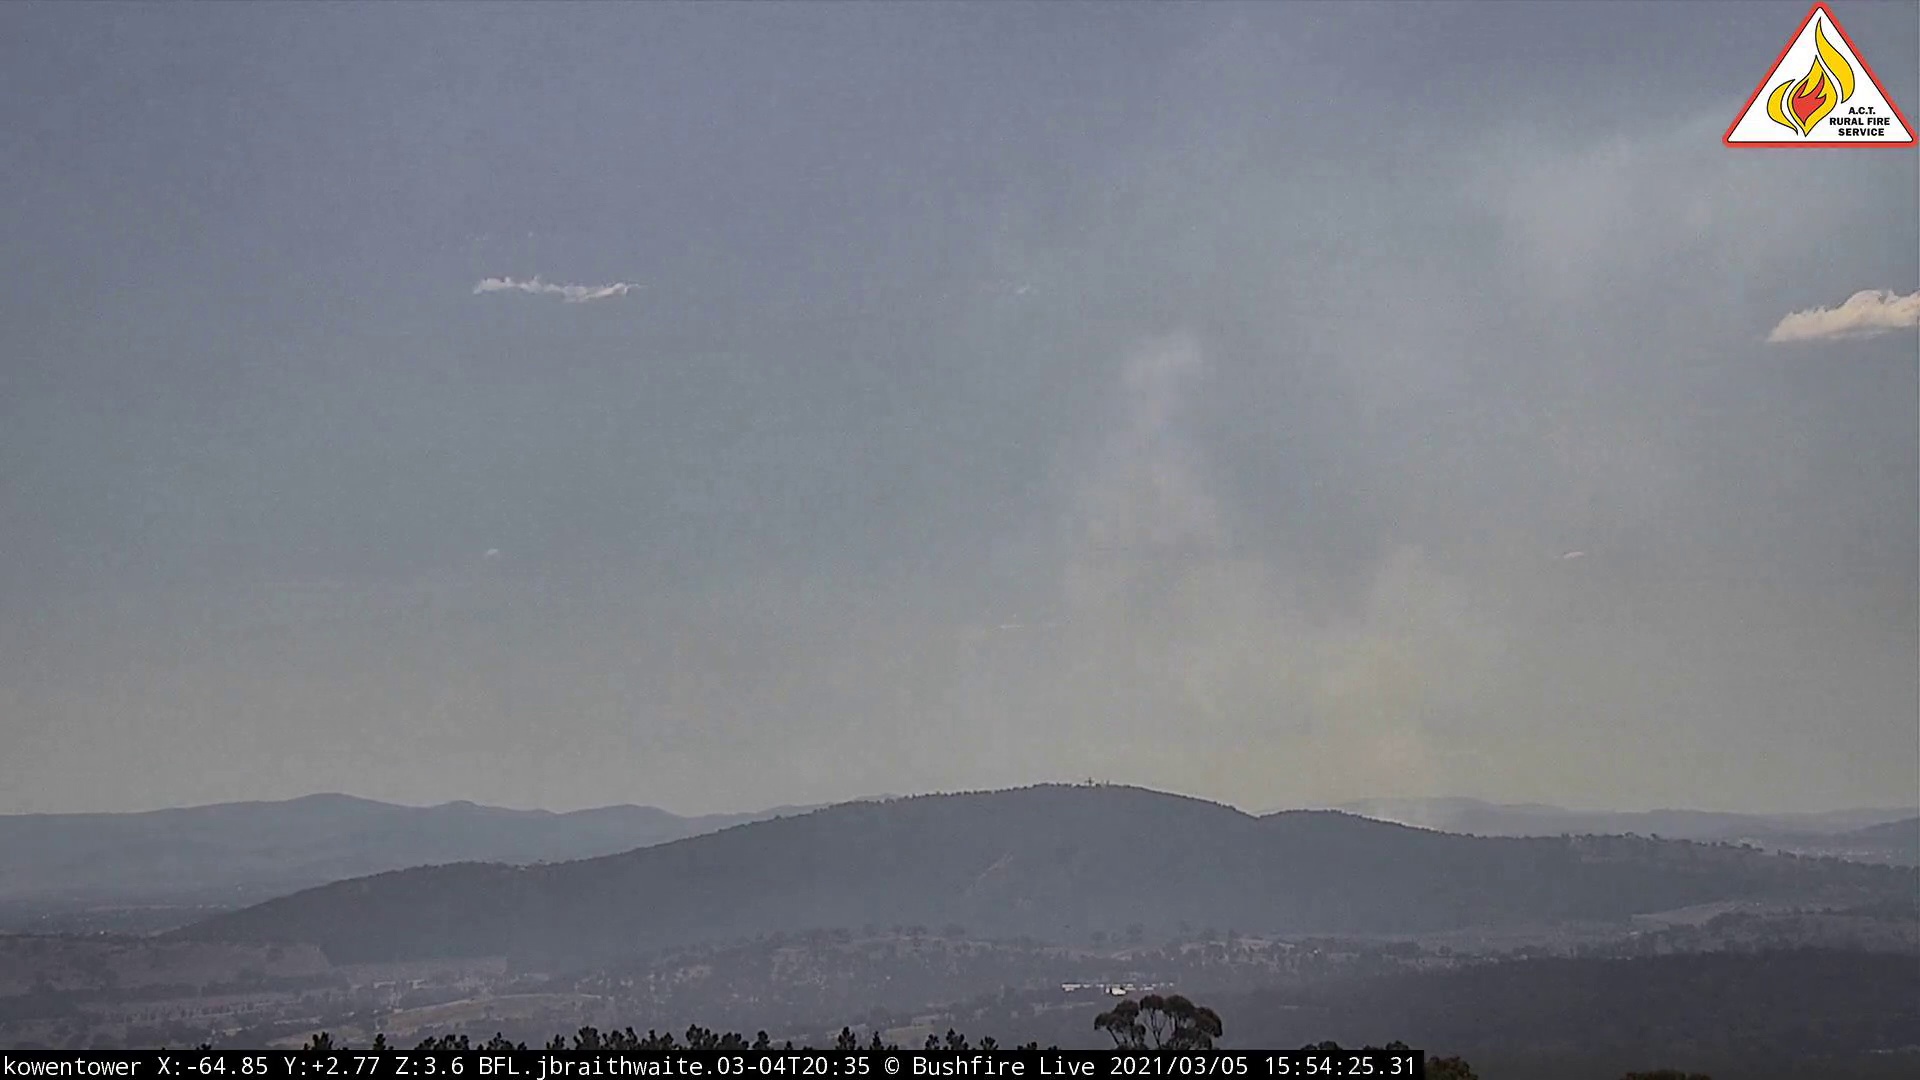 A.C.T.
RURAL FIRE
SERVICE
kowentower X:-64.85 Y:+2.77 Z:3.6 BFL.jbraithwaite.03-04T20:35 © Bushfire Live 2021/03/05 15:54:25.31